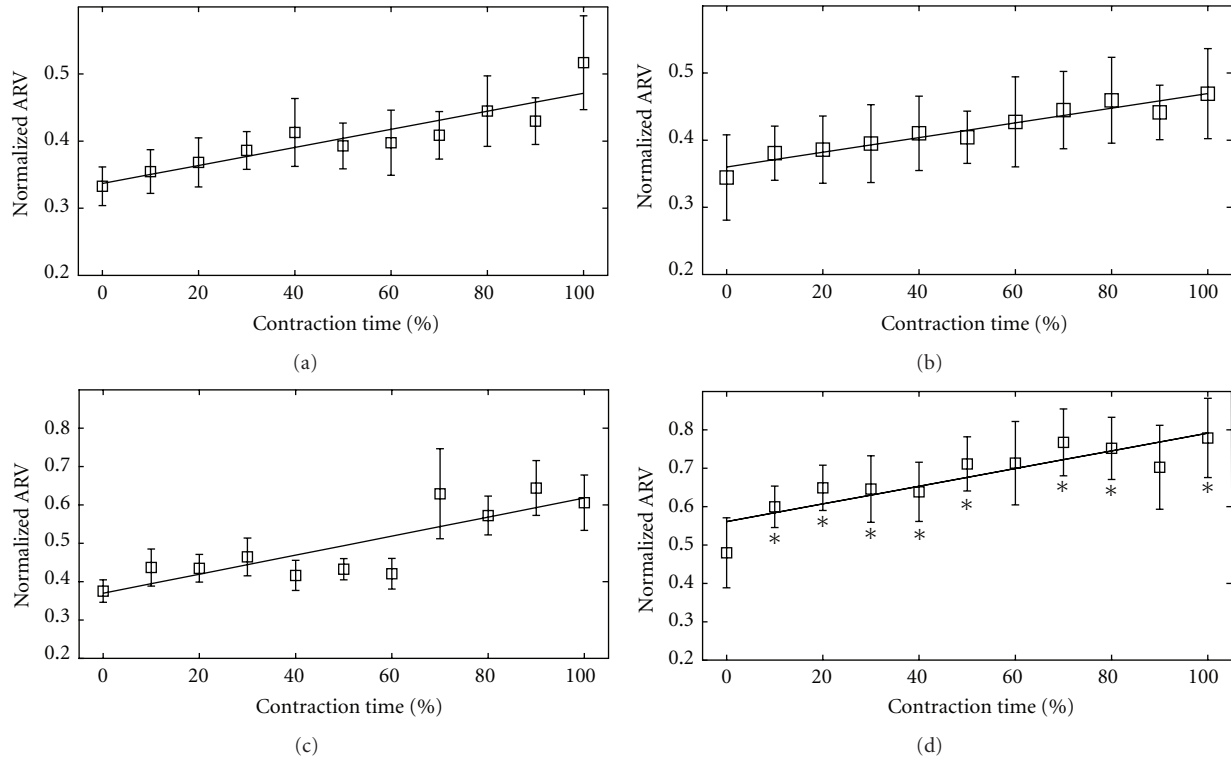 Normalized ARV
0.5
0.4
0.3
0.2
0 20 40 60 80 100
Contraction time (%)
(a)
Normalized ARV
0.5
0.4
0.3
0.2
0 20 40 60 80 100
Contraction time (%)
(b)
Normalized ARV
0.8
0.7
0.6
0.5
0.4
0.3
0.2
0 20 40 60 80 100
Contraction time (%)
(c)
Normalized ARV
0.8
0.7
0.6
0.5
0.4
0.3
0.2
* * * * * * * *
0 20 40 60 80 100
Contraction time (%)
(d)